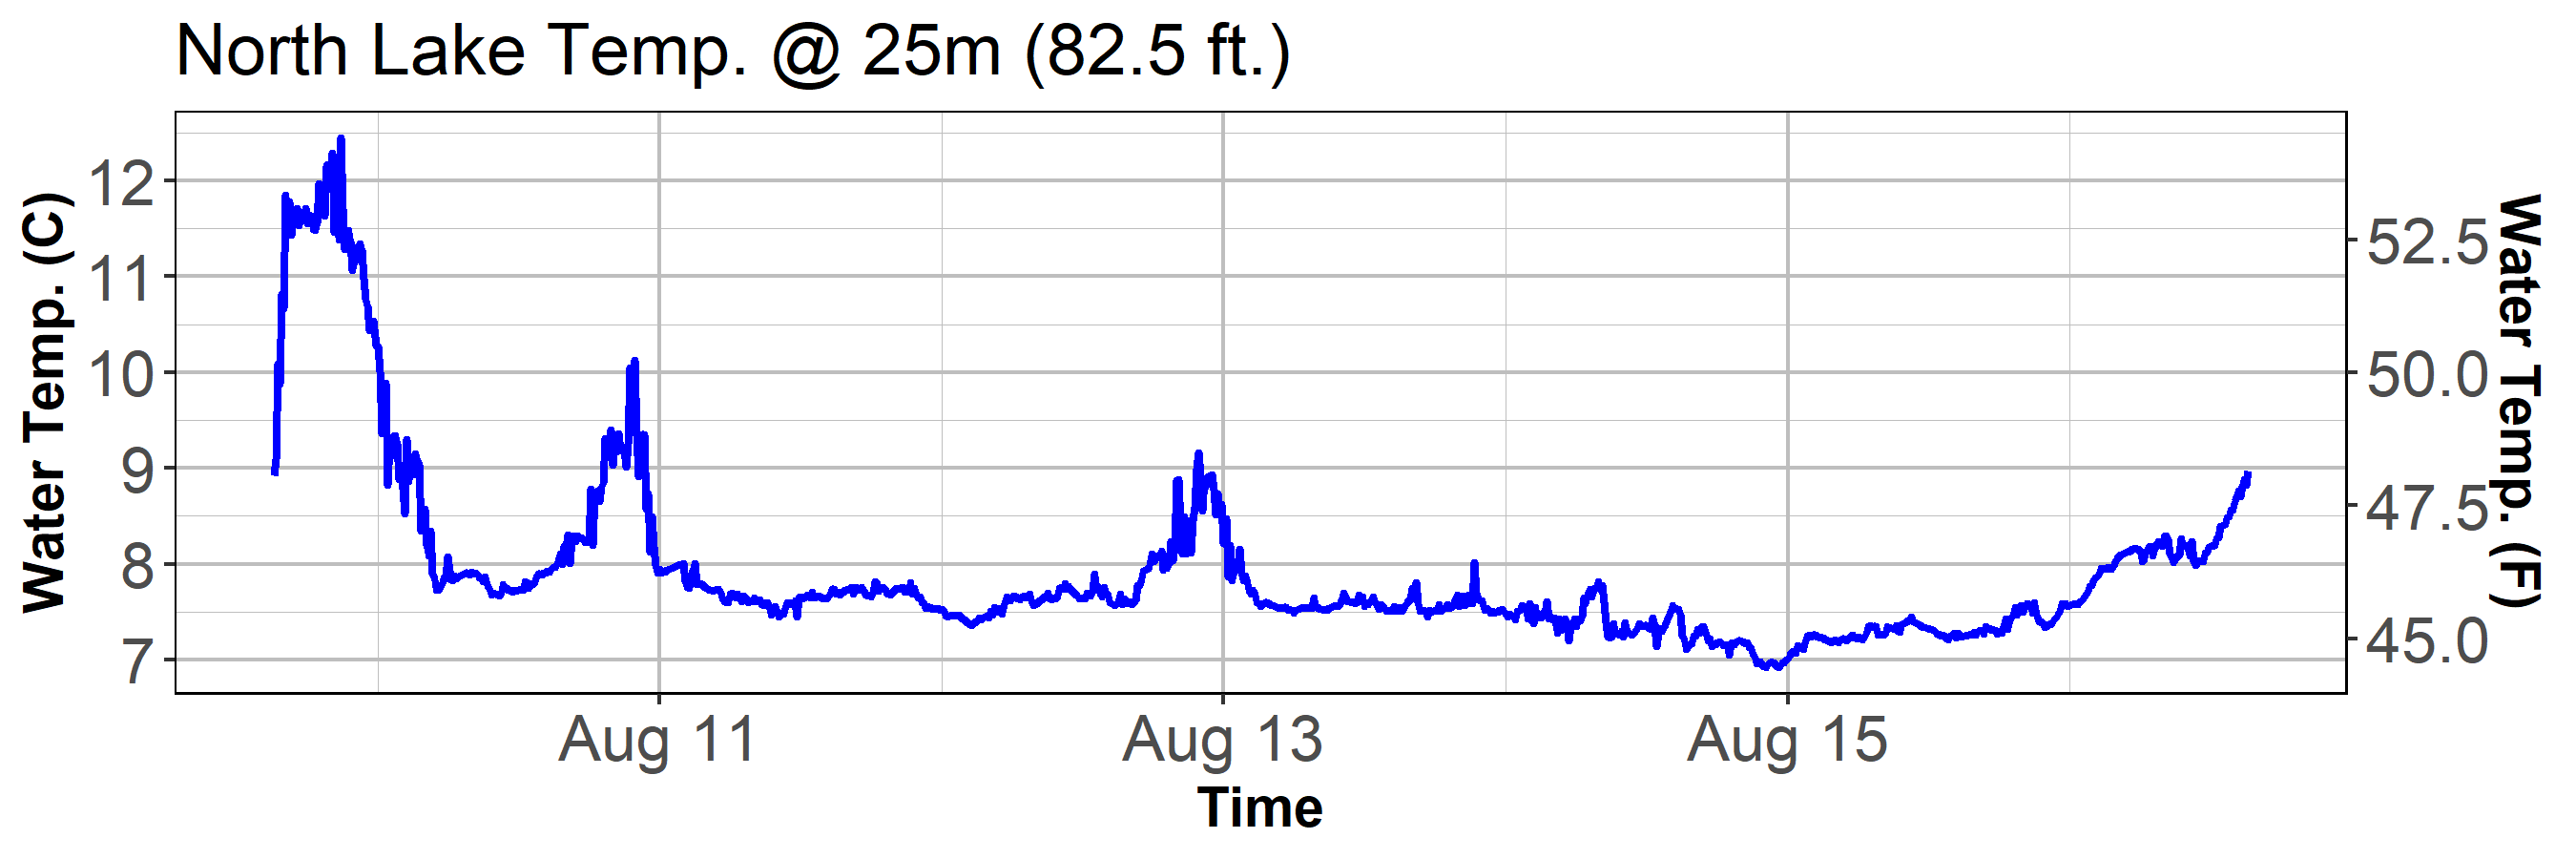 North Lake Temp. @ 25m (82.5 ft.)
Water Temp. (C)
12
11
10
9
8
7
52.5
50.0
47.5
45.0
Water Temp. (F)
Aug 11
Aug 13
Aug 15
Time